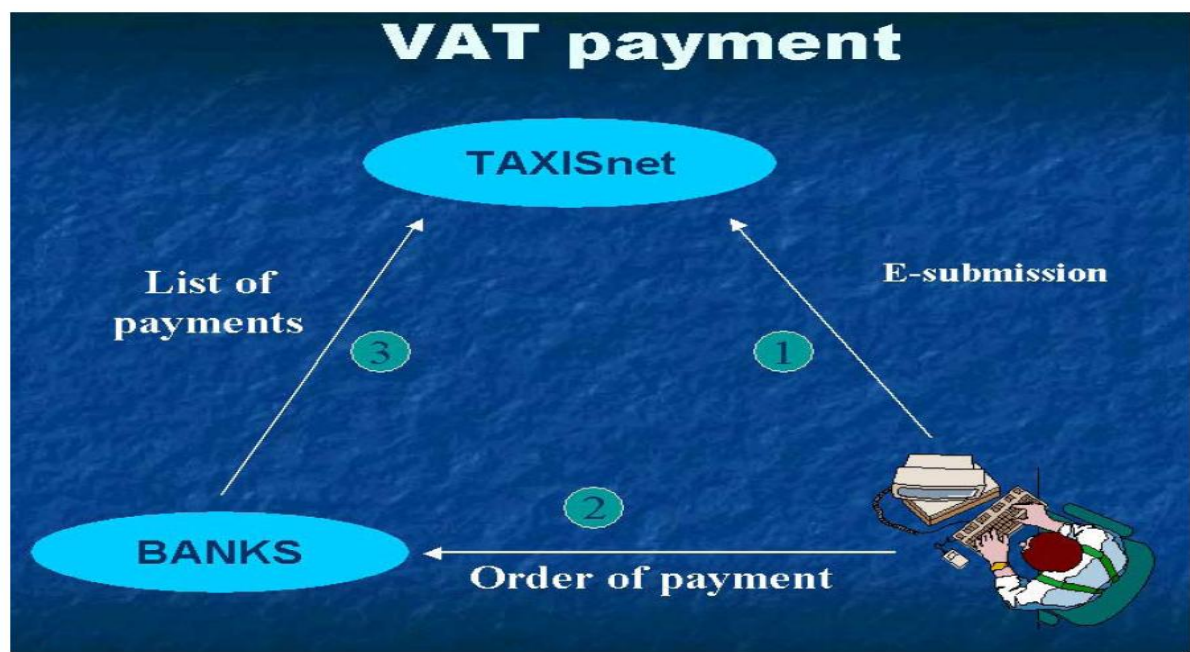 VAT payment
TAXISnet
List of
payments
E-submission
3
1
2
BANKS
Order of payment